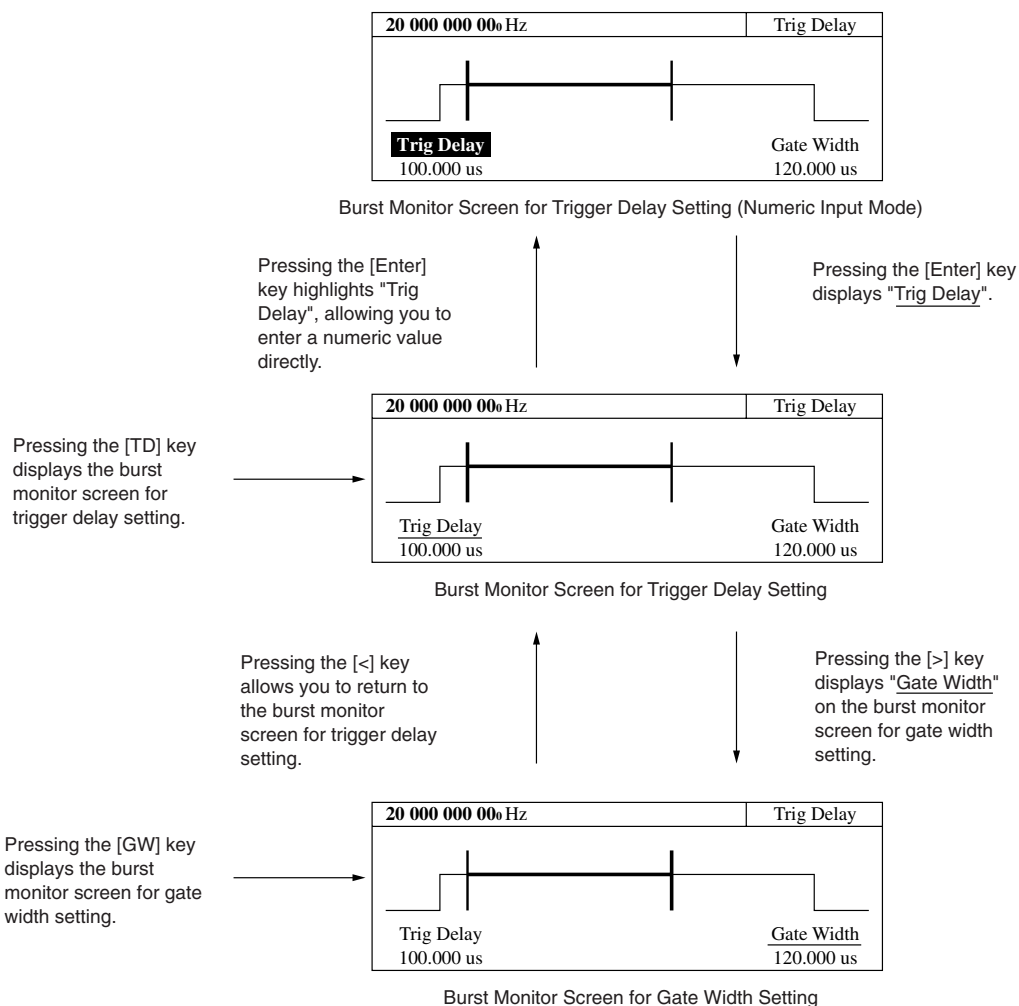 20 000 000 000 Hz
Trig Delay
Trig Delay
100.000 us
Gate Width
120.000 us
Burst Monitor Screen for Trigger Delay Setting (Numeric Input Mode)
Pressing the [Enter]
key highlights "Trig
Delay", allowing you to
enter a numeric value
directly.
Pressing the [Enter] key
displays "Trig Delay".
20 000 000 000 Hz
Trig Delay
Pressing the [TD] key
displays the burst
monitor screen for
trigger delay setting.
Trig Delay
100.000 us
Gate Width
120.000 us
Burst Monitor Screen for Trigger Delay Setting
Pressing the [<] key
allows you to return to
the burst monitor
screen for trigger delay
setting.
Pressing the [>] key
displays "Gate Width"
on the burst monitor
screen for gate width
setting.
20 000 000 000 Hz
Trig Delay
Pressing the [GW] key
displays the burst
monitor screen for gate
width setting.
Trig Delay
100.000 us
Gate Width
120.000 us
Burst Monitor Screen for Gate Width Setting